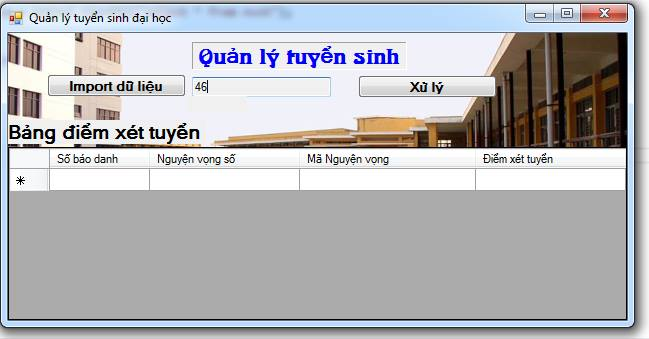 Quản lý tuyển sinh đại học
Quản lý tuyển sinh
Import dữ liệu
46
Xử lý
Bảng điểm xét tuyển
Số báo danh Nguyện vọng số Mã Nguyện vọng Điểm xét tuyển